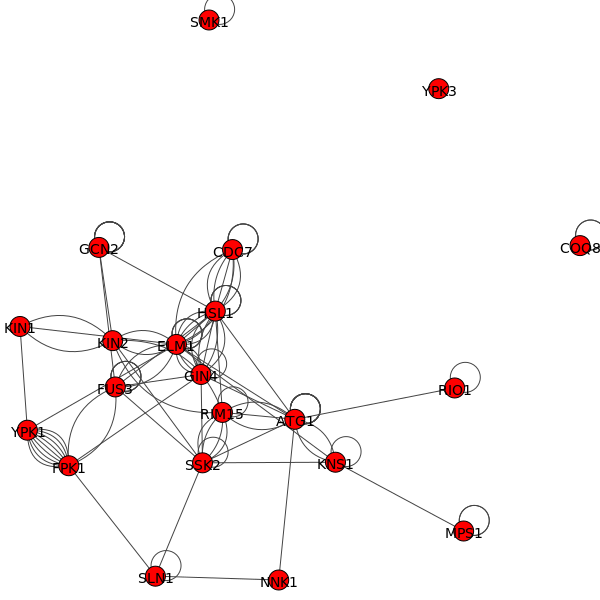 SMK1
YPK3
COQ8
GCN2
CDC7
HSL1
KIN1
KIN2
ELM1
GIN4
FUS3
RIO1
RIM15
ATG1
YPK1
FPK1
SSK2
KNS1
MPS1
SLN1
NNK1